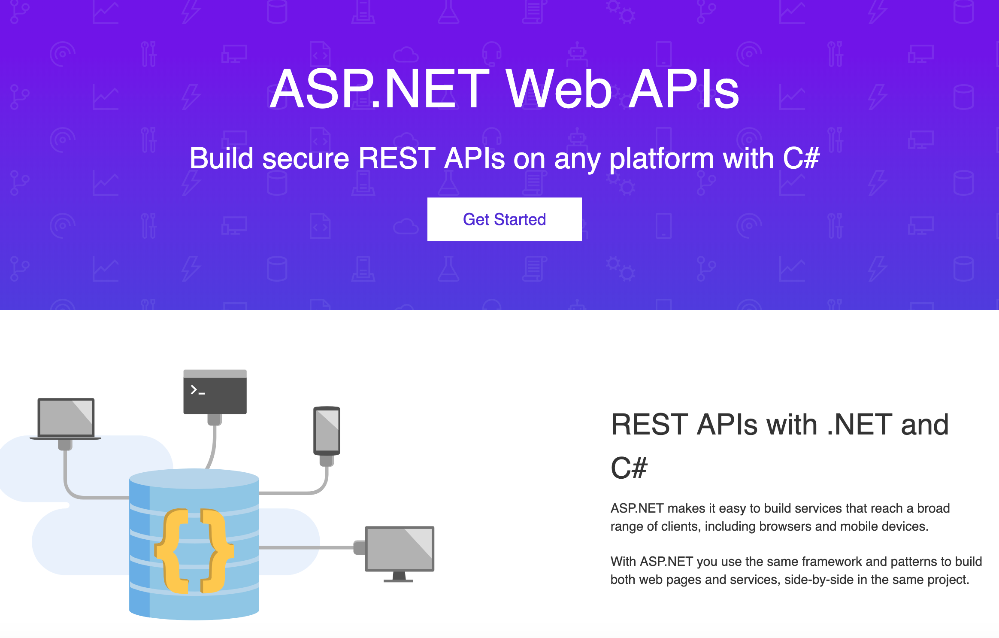 ASP.NET Web APIs
Build secure REST APIs on any platform with C#
Get Started
>_
REST APIs with .NET and
C#
ASP.NET makes it easy to build services that reach a broad
range of clients, including browsers and mobile devices.
With ASP.NET you use the same framework and patterns to build
both web pages and services, side-by-side in the same project.
{}